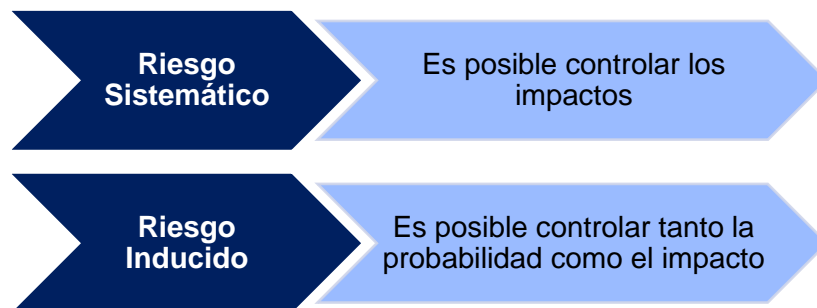 Riesgo
Sistemático
Es posible controlar los
impactos
Riesgo
Inducido
Es posible controlar tanto la
probabilidad como el impacto